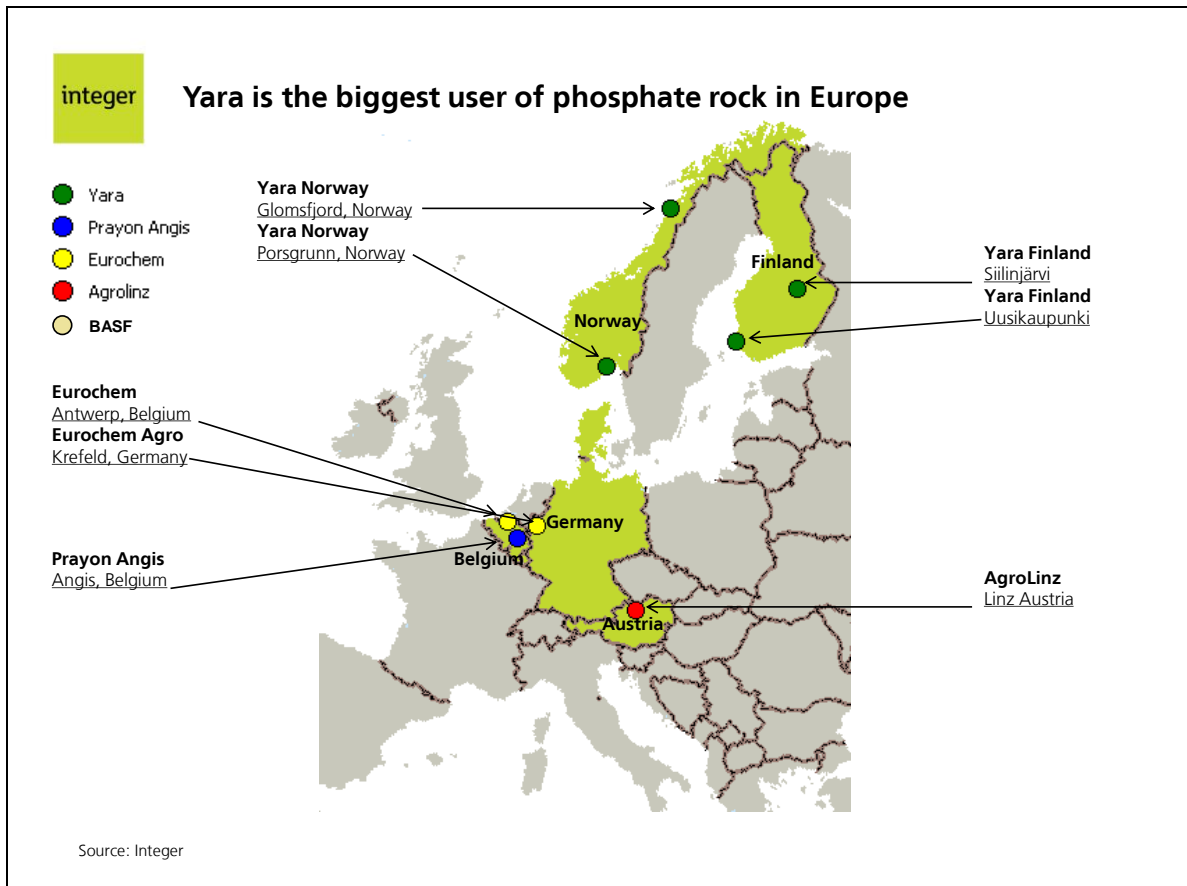 integer
Yara is the biggest user of phosphate rock in Europe
Yara
Prayon Angis
Eurochem
Agrolinz
BASF
Yara Norway
Glomsfjord, Norway
Yara Norway
Porsgrunn, Norway
Yara Finland
Siilinjärvi
Yara Finland
Uusikaupunki
Finland
Norway
Eurochem
Antwerp, Belgium
Eurochem Agro
Krefeld, Germany
Germany
Belgium
Prayon Angis
Angis, Belgium
AgroLinz
Linz Austria
Austria
Source: Integer